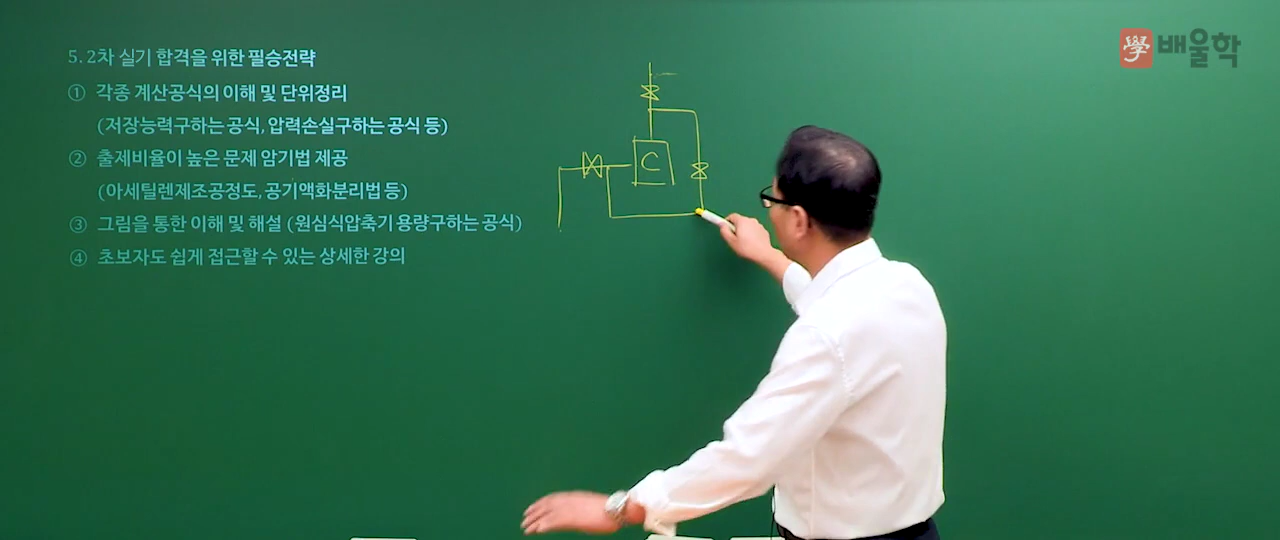 學 배울학
5. 2차 실기 합격을 위한 필승전략
① 각종 계산공식의 이해 및 단위정리
(저장능력구하는 공식, 압력손실구하는 공식 등)
② 출제비율이 높은 문제 암기법 제공
(아세틸렌제조공정도, 공기액화분리법 등)
③ 그림을 통한 이해 및 해설 (원심식압축기 용량구하는 공식)
④ 초보자도 쉽게 접근할 수 있는 상세한 강의
C